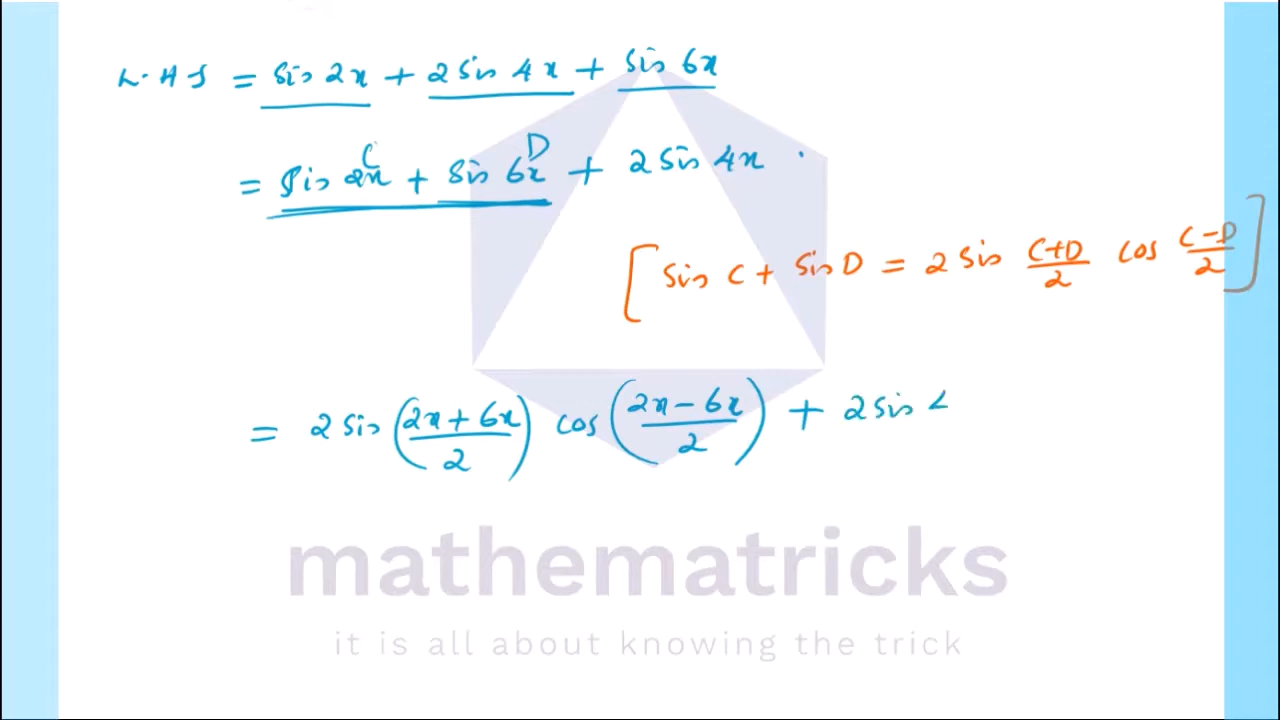 L.H.S = sin 2x + 2 sin 4x + sin 6x
= sin 2x + sin 6x + 2 sin 4x .
C D
[ sin C + sin D = 2 sin (C+D)/2 cos (C-D)/2 ]
= 2 sin ((2x + 6x)/2) cos ((2x - 6x)/2) + 2 sin 4
mathematricks
it is all about knowing the trick